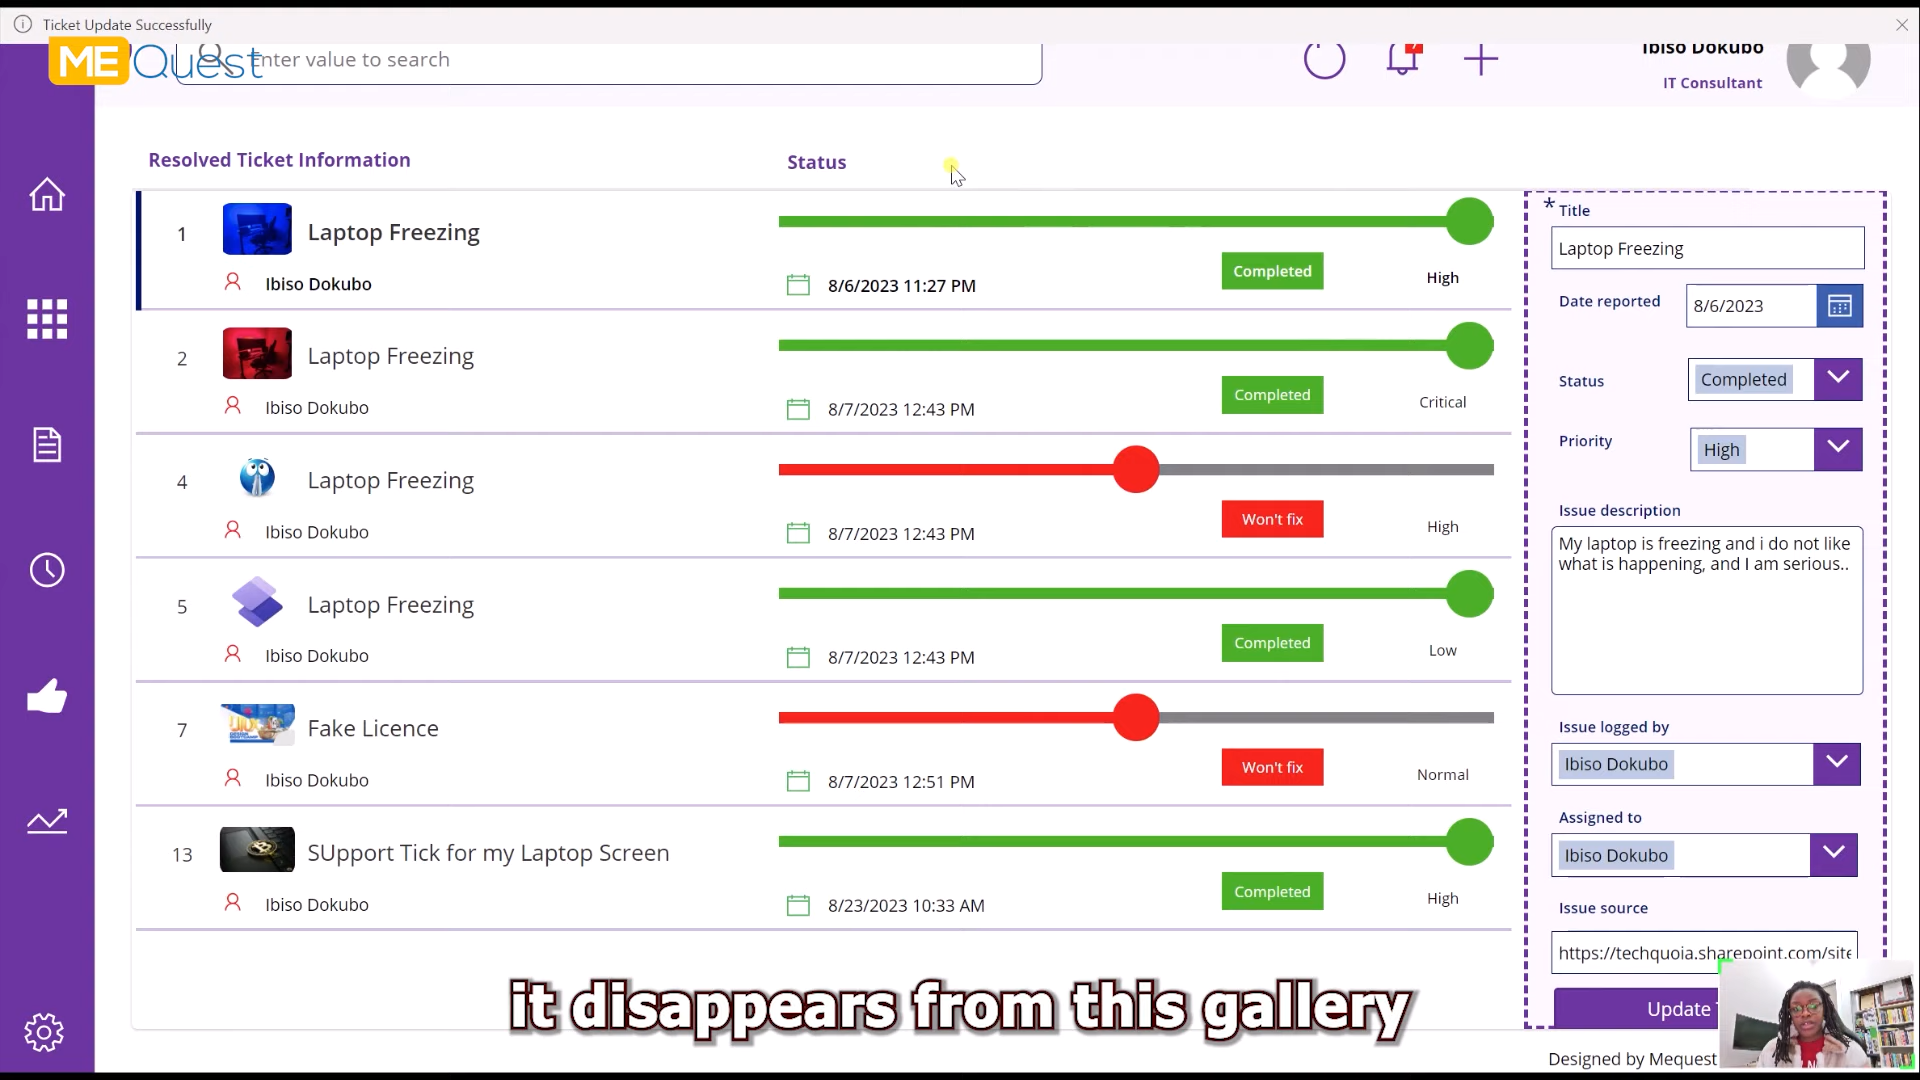 Ticket Update Successfully
ME Quest
Enter value to search
Ibiso Dokubo
IT Consultant
Resolved Ticket Information
Status
1
Laptop Freezing
Ibiso Dokubo
8/6/2023 11:27 PM
Completed
High
2
Laptop Freezing
Ibiso Dokubo
8/7/2023 12:43 PM
Completed
Critical
4
Laptop Freezing
Ibiso Dokubo
8/7/2023 12:43 PM
Won't fix
High
5
Laptop Freezing
Ibiso Dokubo
8/7/2023 12:43 PM
Completed
Low
7
Fake Licence
Ibiso Dokubo
8/7/2023 12:51 PM
Won't fix
Normal
13
SUpport Tick for my Laptop Screen
Ibiso Dokubo
8/23/2023 10:33 AM
Completed
High
* Title
Laptop Freezing
Date reported
8/6/2023
Status
Completed
Priority
High
Issue description
My laptop is freezing and i do not like
what is happening, and I am serious..
Issue logged by
Ibiso Dokubo
Assigned to
Ibiso Dokubo
Issue source
https://techquoia.sharepoint.com/site
Update
Designed by Mequest
it disappears from this gallery